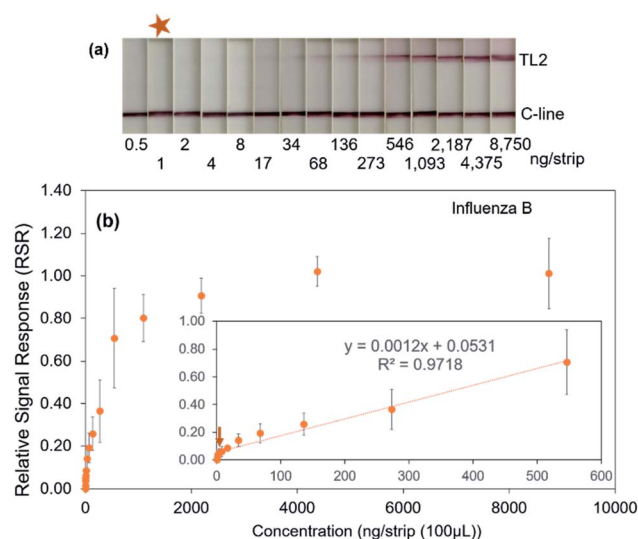 (a)
TL2
C-line
0.5 2 8 34 136 546 2,187 8,750
1 4 17 68 273 1,093 4,375 ng/strip
(b)
Influenza B
Relative Signal Response (RSR)
1.40
1.20
1.00
0.80
0.60
0.40
0.20
0.00
0 2000 4000 6000 8000 10000
Concentration (ng/strip (100µL))
y = 0.0012x + 0.0531
R² = 0.9718
1.00
0.80
0.60
0.40
0.20
0.00
0 100 200 300 400 500 600